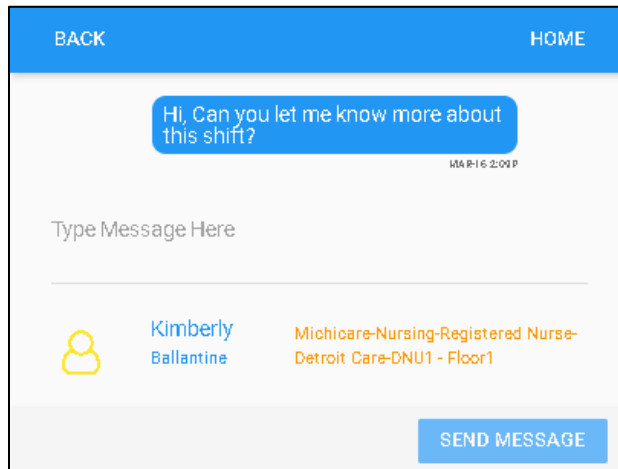 BACK
HOME
Hi, Can you let me know more about
this shift?
MAR-16 2:09 P
Type Message Here
Kimberly
Ballantine
Michicare-Nursing-Registered Nurse-
Detroit Care-DNU1 - Floor1
SEND MESSAGE